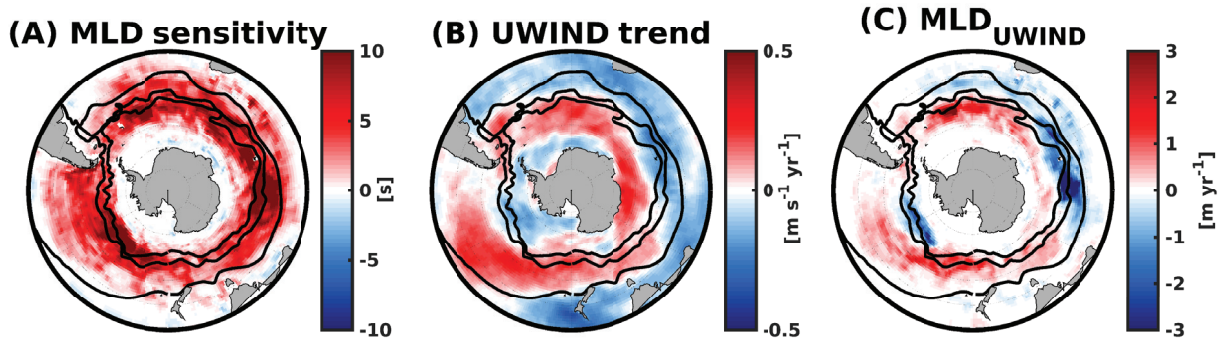 (A) MLD sensitivity
10
5
0
-5
-10
[s]
(B) UWIND trend
0.5
0
-0.5
[m s⁻¹ yr⁻¹]
(C) MLD_UWIND
3
2
1
0
-1
-2
-3
[m yr⁻¹]